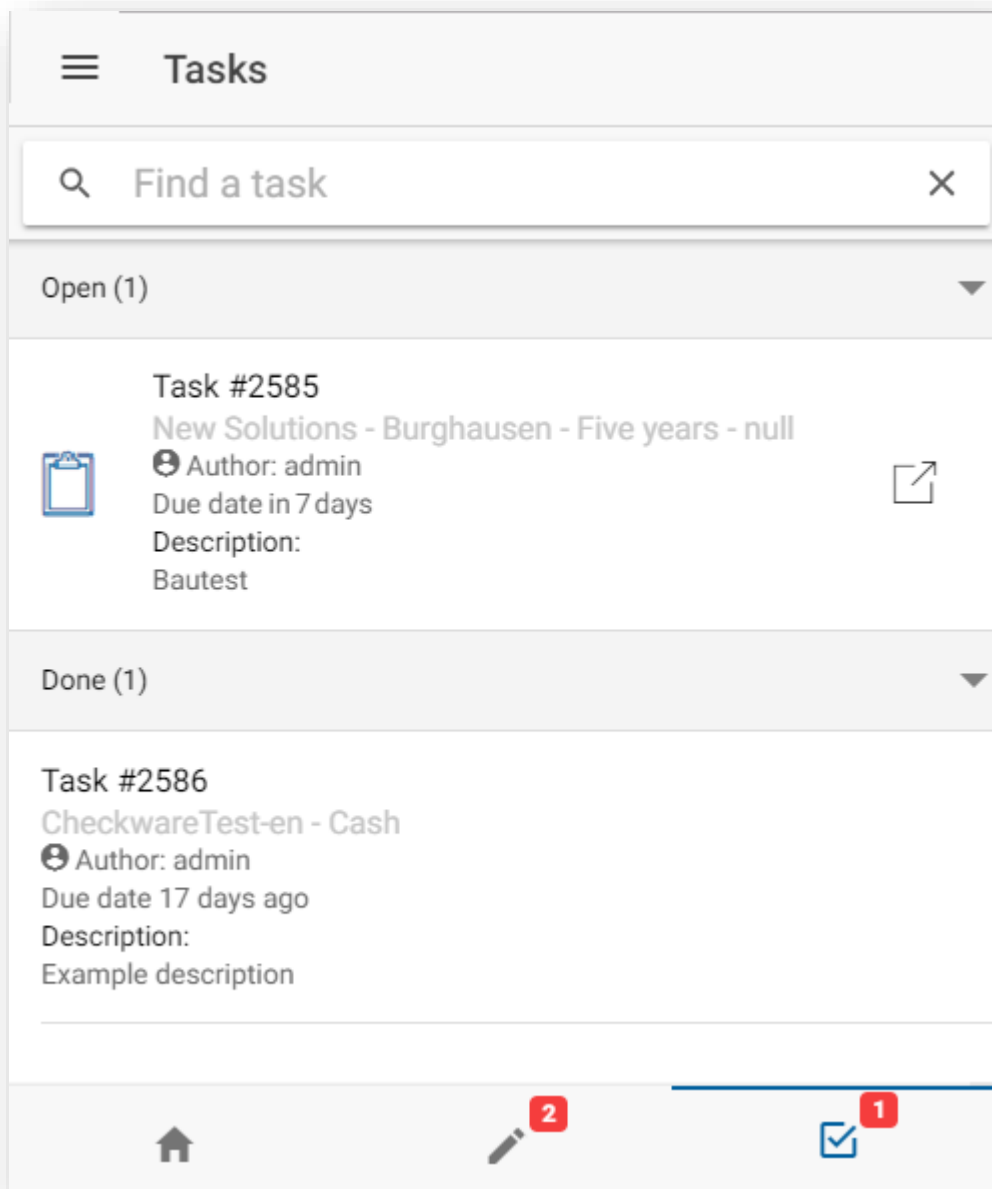 Tasks
Find a task
Open (1)
Task #2585
New Solutions - Burghausen - Five years - null
Author: admin
Due date in 7 days
Description:
Bautest
Done (1)
Task #2586
CheckwareTest-en - Cash
Author: admin
Due date 17 days ago
Description:
Example description
2
1